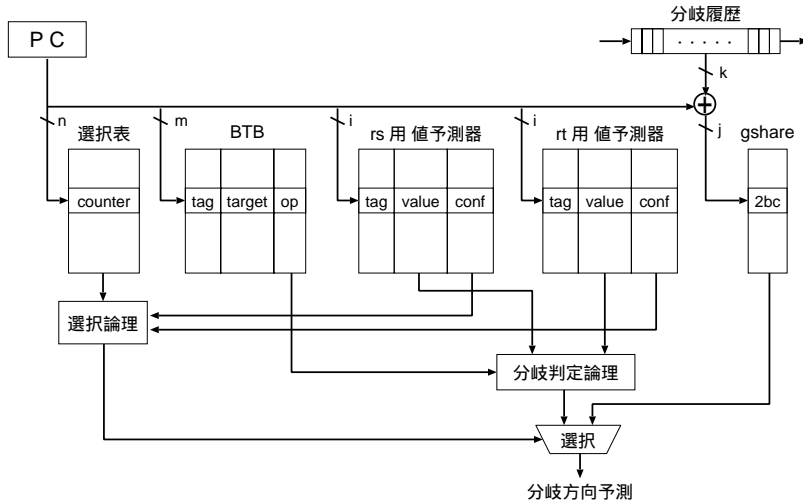 分岐履歴
P C
. . . . .
k
n
m
i
i
j
選択表
BTB
rs 用 値予測器
rt 用 値予測器
gshare
counter
tag target op
tag value conf
tag value conf
2bc
選択論理
分岐判定論理
選択
分岐方向予測